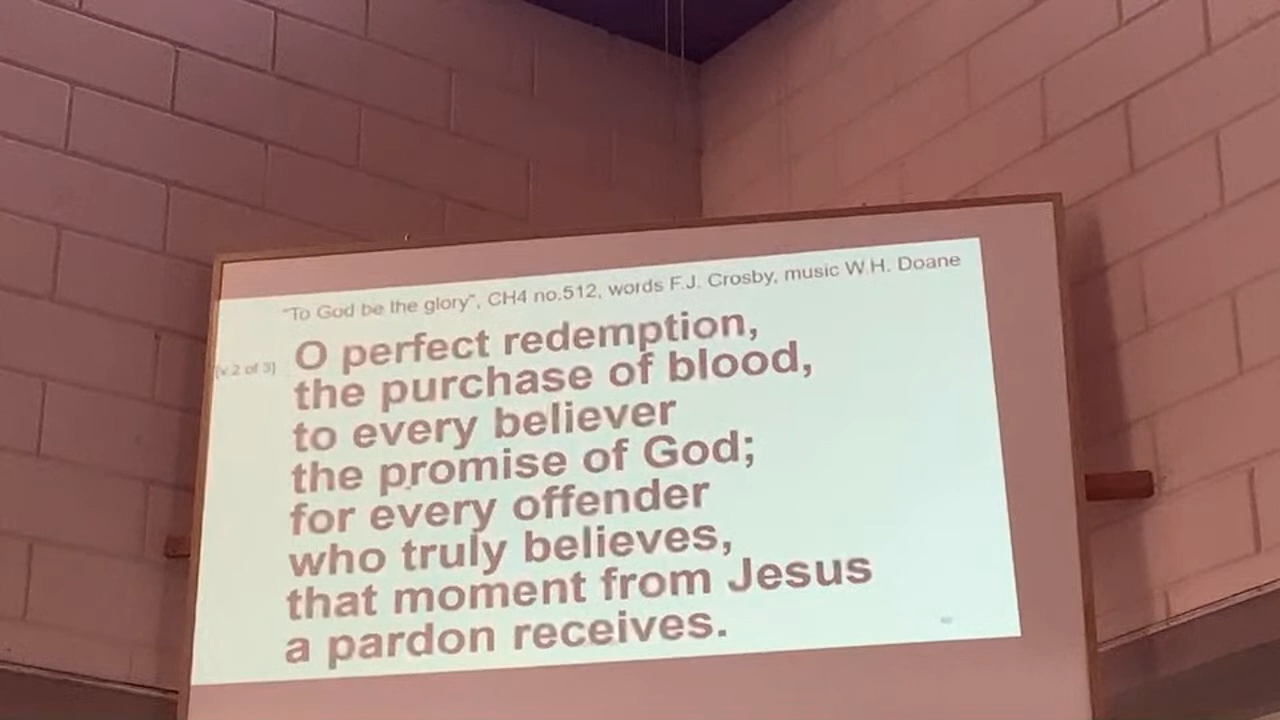 "To God be the glory", CH4 no.512, words F.J. Crosby, music W.H. Doane
[v.2 of 3] O perfect redemption,
the purchase of blood,
to every believer
the promise of God;
for every offender
who truly believes,
that moment from Jesus
a pardon receives.